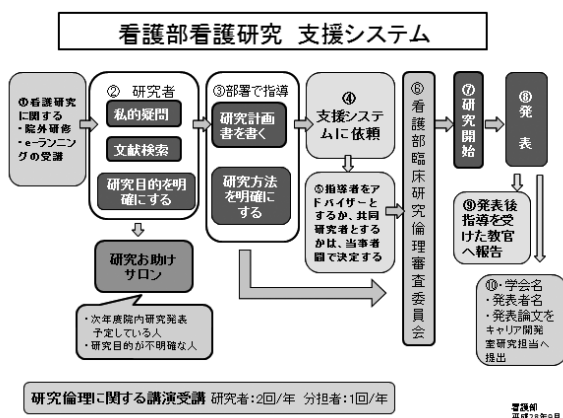 看護部看護研究 支援システム
①看護研究
に関する
・院外研修
・e-ランニン
グの受講
② 研究者
私的疑問
文献検索
研究目的を明
確にする
研究お助け
サロン
・次年度院内研究発表
予定している人
・研究目的が不明確な人
③部署で指導
研究計画
書を書く
研究方法
を明確に
する
④
支援システ
ムに依頼
⑤指導者をア
ドバイザーと
するか、共同
研究者とする
かは、当事者
間で決定する
⑥看護部臨床研究倫理審査委員会
⑦研究開始
⑧発 表
⑨発表後
指導を受
けた教官
へ報告
⑩・学会名
・発表者名
・発表論文を
キャリア開発
室研究担当へ
提出
研究倫理に関する講演受講 研究者:2回/年 分担者:1回/年
看護部
平成28年9月